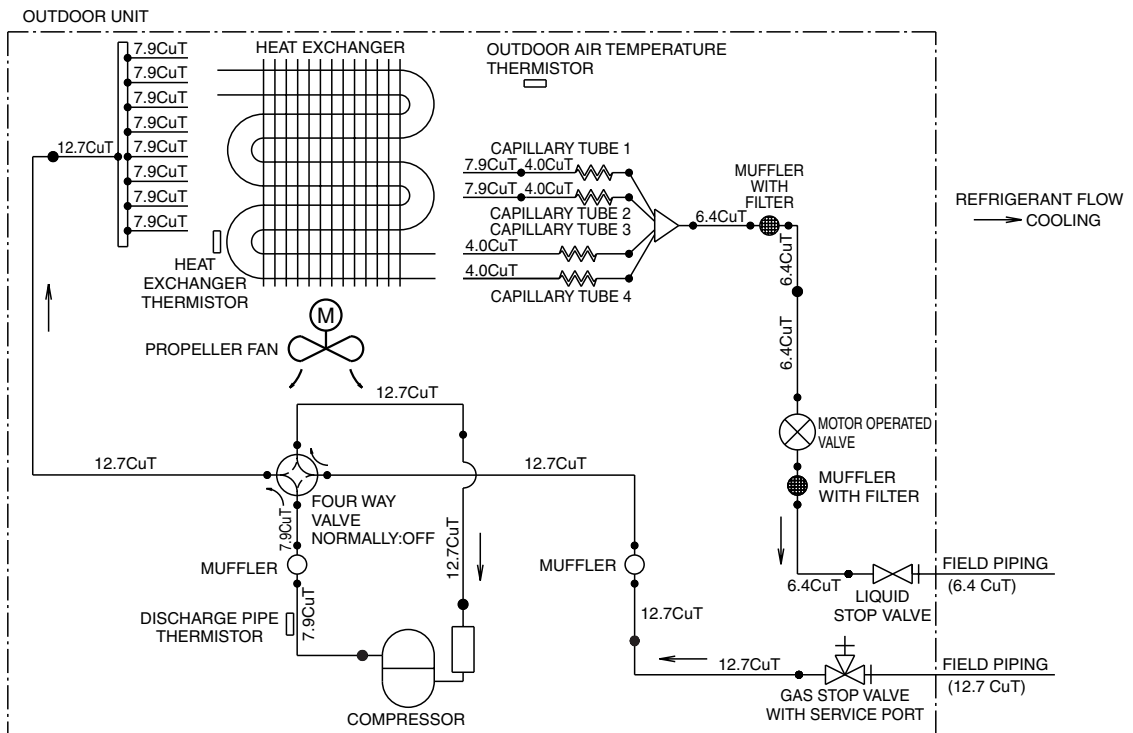 OUTDOOR UNIT
HEAT EXCHANGER
OUTDOOR AIR TEMPERATURE
THERMISTOR
7.9CuT
7.9CuT
7.9CuT
7.9CuT
7.9CuT
7.9CuT
7.9CuT
7.9CuT
12.7CuT
HEAT
EXCHANGER
THERMISTOR
CAPILLARY TUBE 1
7.9CuT
4.0CuT
7.9CuT
4.0CuT
CAPILLARY TUBE 2
CAPILLARY TUBE 3
4.0CuT
4.0CuT
CAPILLARY TUBE 4
6.4CuT
MUFFLER
WITH
FILTER
6.4CuT
6.4CuT
REFRIGERANT FLOW
COOLING
M
PROPELLER FAN
12.7CuT
12.7CuT
12.7CuT
FOUR WAY
VALVE
NORMALLY:OFF
7.9CuT
12.7CuT
MUFFLER
DISCHARGE PIPE
THERMISTOR
7.9CuT
COMPRESSOR
MUFFLER
12.7CuT
12.7CuT
MOTOR OPERATED
VALVE
MUFFLER
WITH FILTER
6.4CuT
LIQUID
STOP VALVE
FIELD PIPING
(6.4 CuT)
GAS STOP VALVE
WITH SERVICE PORT
FIELD PIPING
(12.7 CuT)